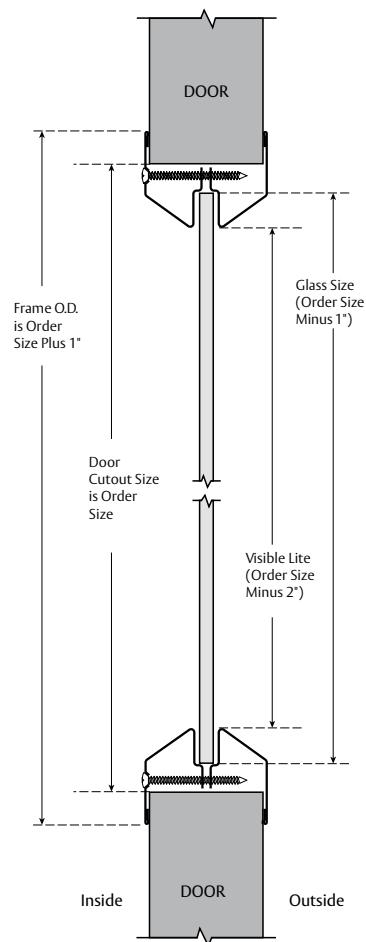 DOOR
Glass Size
(Order Size
Minus 1")
Frame O.D.
is Order
Size Plus 1"
Door
Cutout Size
is Order
Size
Visible Lite
(Order Size
Minus 2")
Inside
DOOR
Outside